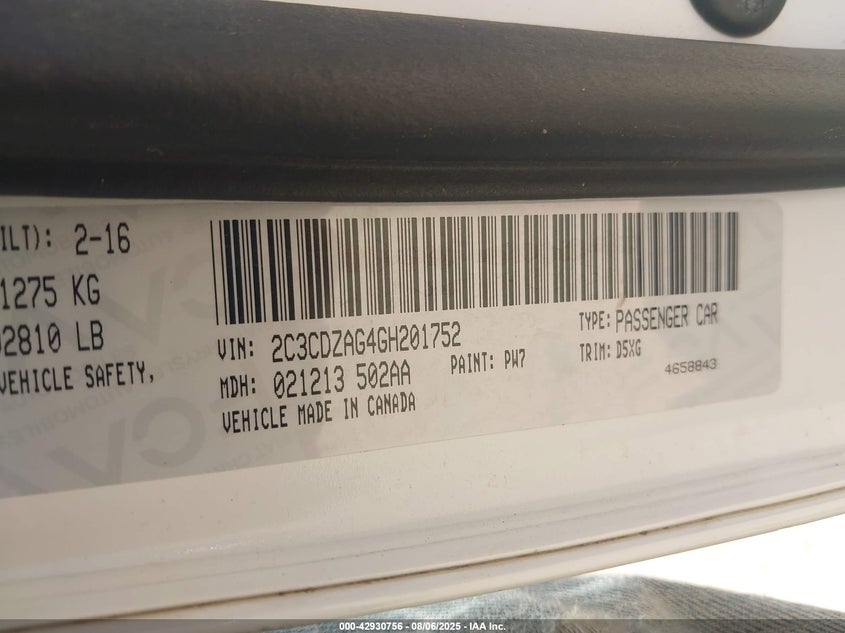 ILT): 2-16
1275 KG
2810 LB
VEHICLE SAFETY,
VIN: 2C3CDZAG4GH201752
TYPE: PASSENGER CAR
MDH: 021213 502AA
PAINT: PW7
TRIM: D5XG
VEHICLE MADE IN CANADA
4658843
000-42930756 - 08/06/2025 - IAA Inc.